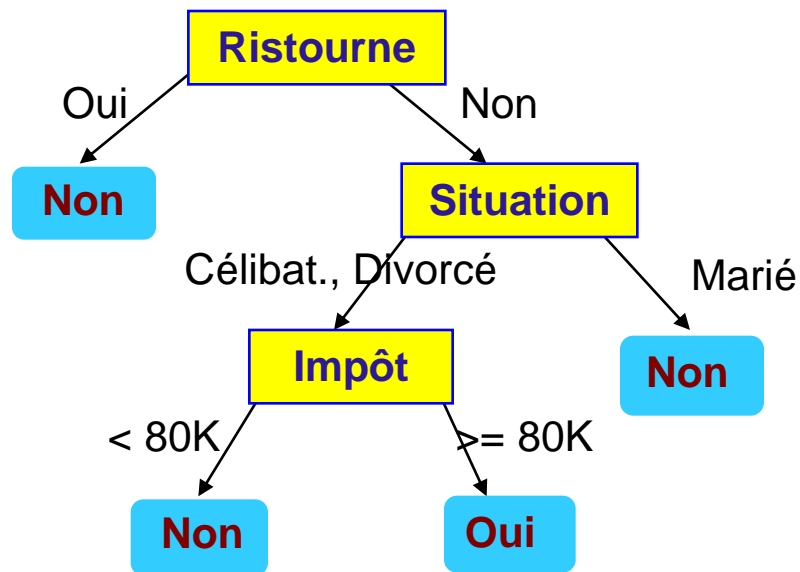 Ristourne
Oui
Non
Non
Situation
Célibat., Divorcé
Marié
Impôt
Non
< 80K
>= 80K
Non
Oui